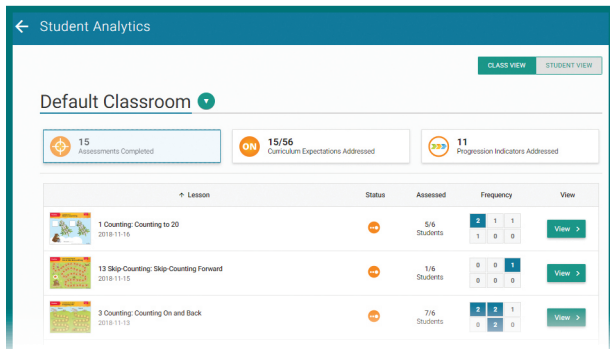 Student Analytics
CLASS VIEW
STUDENT VIEW
Default Classroom
15
Assessments Completed
ON
15/56
Curriculum Expectations Addressed
11
Progression Indicators Addressed
↑ Lesson
Status
Assessed
Frequency
View
1 Counting: Counting to 20
2018-11-16
5/6
Students
2 1 1
1 0 0
View >
13 Skip-Counting: Skip-Counting Forward
2018-11-15
1/6
Students
0 0 1
0 0 0
View >
3 Counting: Counting On and Back
2018-11-13
7/6
Students
2 2 1
0 2 0
View >